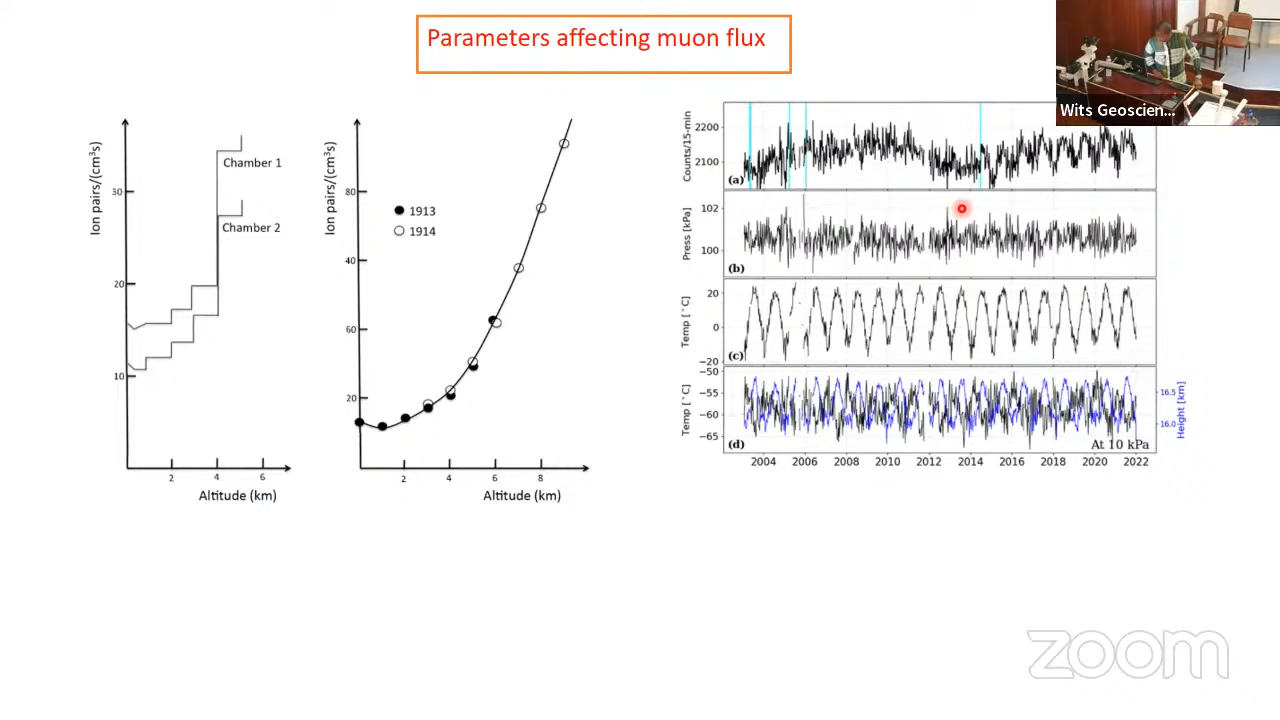 Parameters affecting muon flux
Wits Geoscien...
Ion pairs/(cm³s)
30
20
10
Chamber 1
Chamber 2
2
4
6
Altitude (km)
Ion pairs/(cm³s)
80
40
60
20
1913
1914
2
4
6
8
Altitude (km)
Counts/15-min
2200
2100
(a)
Press [kPa]
102
100
(b)
Temp [°C]
20
0
−20
(c)
Temp [°C]
−50
−55
−60
−65
(d)
At 10 kPa
16.5
16.0
Height [km]
2004 2006 2008 2010 2012 2014 2016 2018 2020 2022
zoom